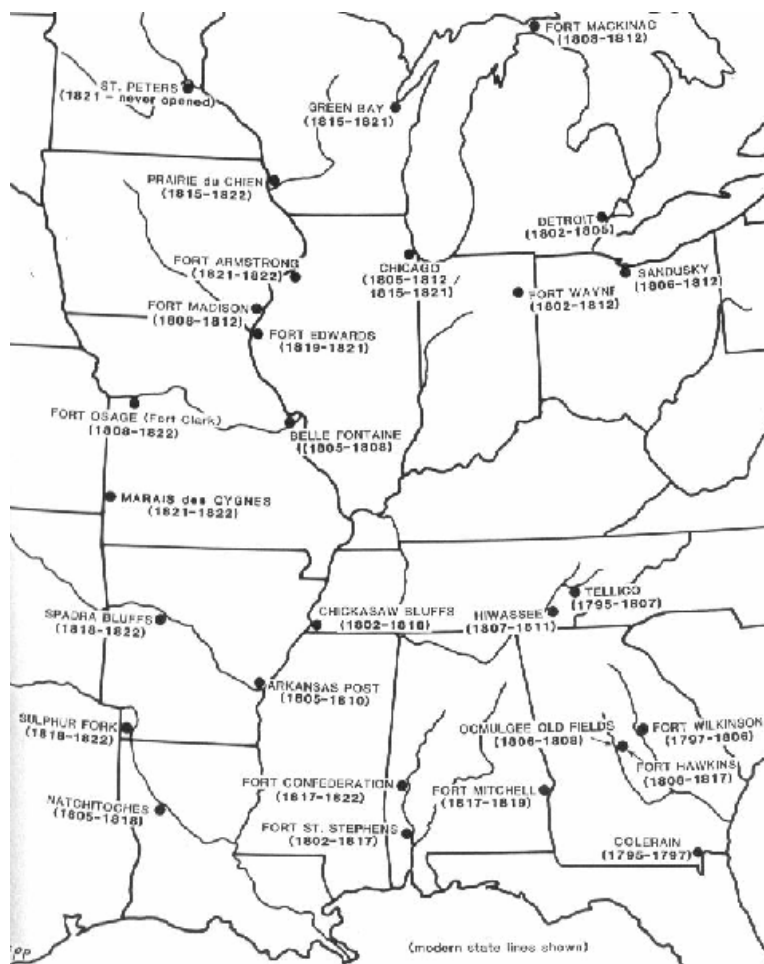 FORT MACKINAC
(1808-1812)
ST. PETERS
(1821 - never opened)
GREEN BAY
(1815-1821)
PRAIRIE du CHIEN
(1815-1822)
DETROIT
(1802-1805)
FORT ARMSTRONG
(1821-1822)
CHICAGO
(1805-1812 /
1815-1821)
SANDUSKY
(1806-1812)
FORT WAYNE
(1802-1812)
FORT MADISON
(1808-1812)
FORT EDWARDS
(1819-1821)
FORT OSAGE (Fort Clark)
(1808-1822)
BELLE FONTAINE
(1805-1808)
MARAIS des CYGNES
(1821-1822)
TELLICO
(1795-1807)
SPADRA BLUFFS
(1818-1822)
CHICKASAW BLUFFS
(1802-1818)
HIWASSEE
(1807-1811)
ARKANSAS POST
(1805-1810)
SULPHUR FORK
(1818-1822)
OCMULGEE OLD FIELDS
(1806-1808)
FORT WILKINSON
(1797-1806)
FORT HAWKINS
(1808-1817)
FORT CONFEDERATION
(1817-1822)
FORT MITCHELL
(1817-1819)
NATCHITOCHES
(1805-1818)
FORT ST. STEPHENS
(1802-1817)
COLERAIN
(1795-1797)
(modern state lines shown)